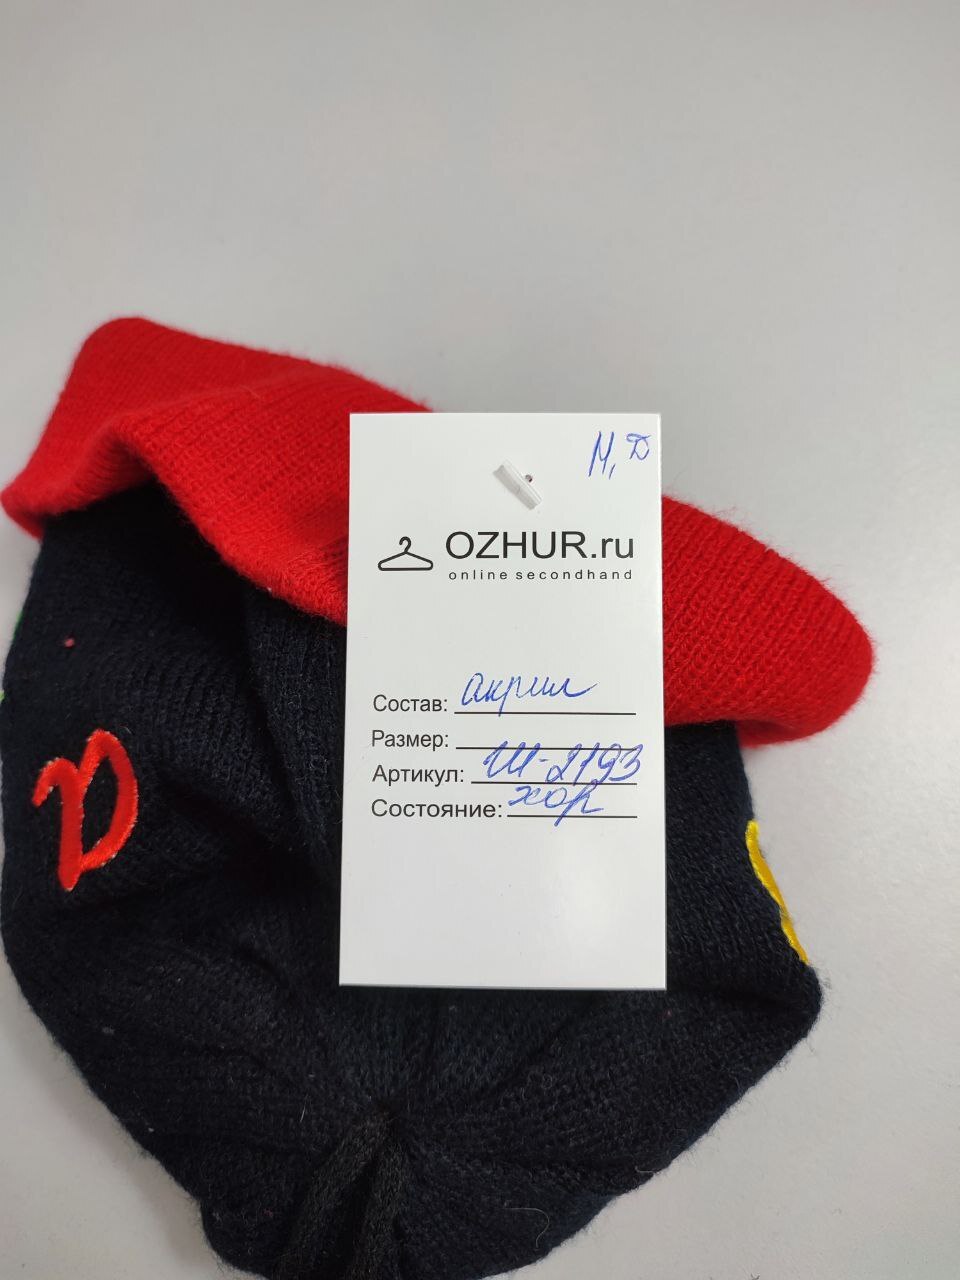 М, Д
OZHUR.ru
online secondhand
Состав: акрил
Размер:
Артикул: Ш-2193
Состояние: хор